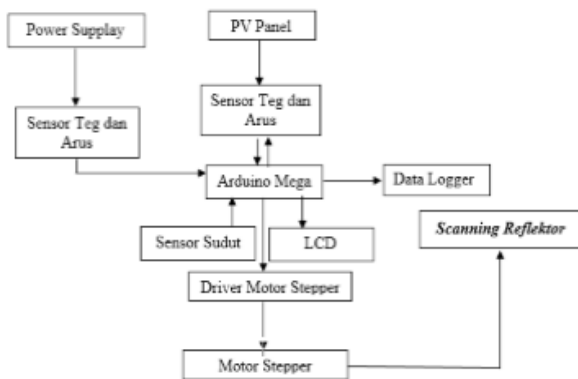 Power Supplay
PV Panel
Sensor Teg dan
Arus
Sensor Teg dan
Arus
Arduino Mega
Data Logger
Scanning Reflektor
Sensor Sudut
LCD
Driver Motor Stepper
Motor Stepper